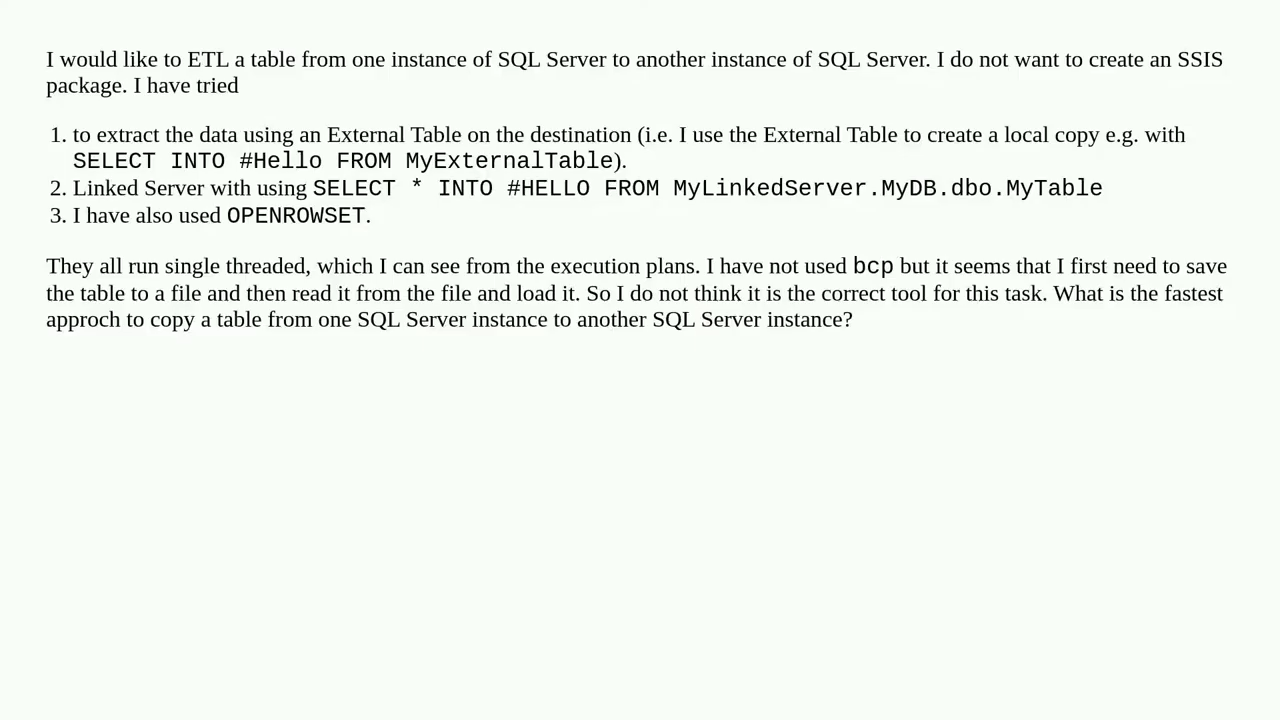 I would like to ETL a table from one instance of SQL Server to another instance of SQL Server. I do not want to create an SSIS
package. I have tried
1. to extract the data using an External Table on the destination (i.e. I use the External Table to create a local copy e.g. with
SELECT INTO #Hello FROM MyExternalTable).
2. Linked Server with using SELECT * INTO #HELLO FROM MyLinkedServer.MyDB.dbo.MyTable
3. I have also used OPENROWSET.
They all run single threaded, which I can see from the execution plans. I have not used bcp but it seems that I first need to save
the table to a file and then read it from the file and load it. So I do not think it is the correct tool for this task. What is the fastest
approch to copy a table from one SQL Server instance to another SQL Server instance?